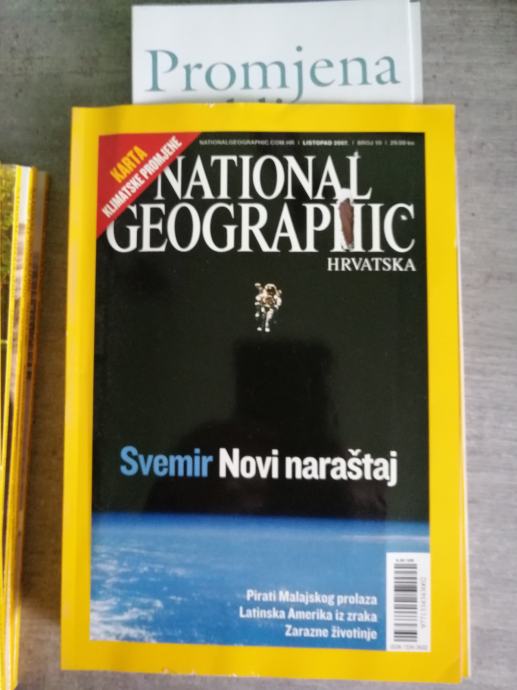 Promjena
KARTA
KLIMATSKE PROMJENE
NATIONALGEOGRAPHIC.COM.HR | LISTOPAD 2007. | BROJ 10 | 29,00 kn
NATIONAL
GEOGRAPHIC
HRVATSKA
Svemir Novi naraštaj
Pirati Malajskog prolaza
Latinska Amerika iz zraka
Zarazne životinje